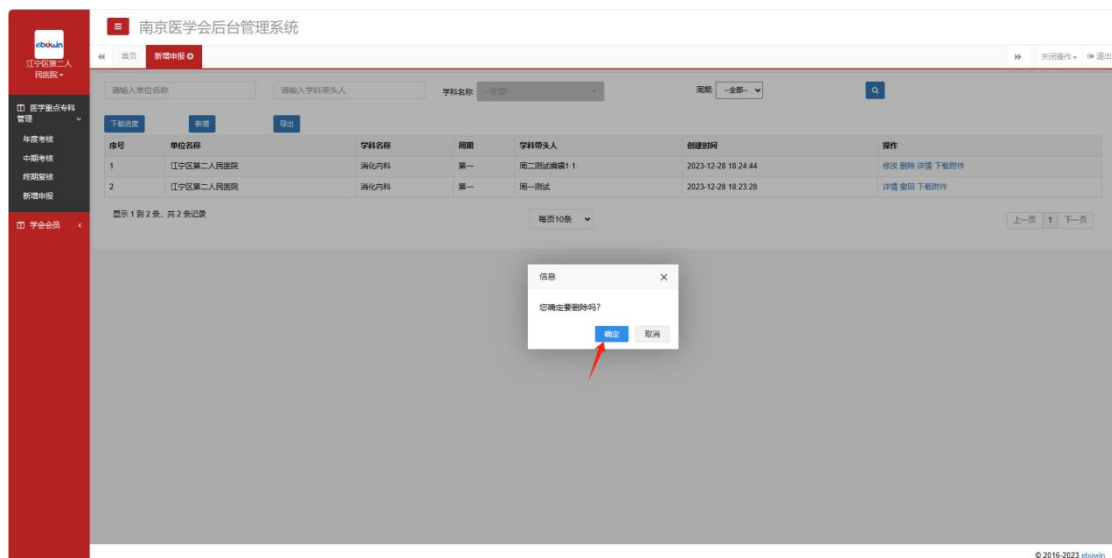 ebowin
南京医学会后台管理系统
江宁区第二人
民医院
首页 新增申报 关闭操作 退出
医学重点专科
管理
年度考核
中期考核
终期复核
新增申报
学会会员
请输入单位名称 请输入学科带头人 学科名称 --全部-- 周期 --全部--
下载进度 新增 导出
序号 单位名称 学科名称 周期 学科带头人 创建时间 操作
1 江宁区第二人民医院 消化内科 第一 周二测试编辑1·1· 2023-12-28 18:24:44 修改 删除 详情 下载附件
2 江宁区第二人民医院 消化内科 第一 周一测试 2023-12-28 18:23:28 详情 撤回 下载附件
显示 1 到 2 条，共 2 条记录 每页10条 上一页 1 下一页
信息
您确定要删除吗?
确定 取消
© 2016-2023 ebowin